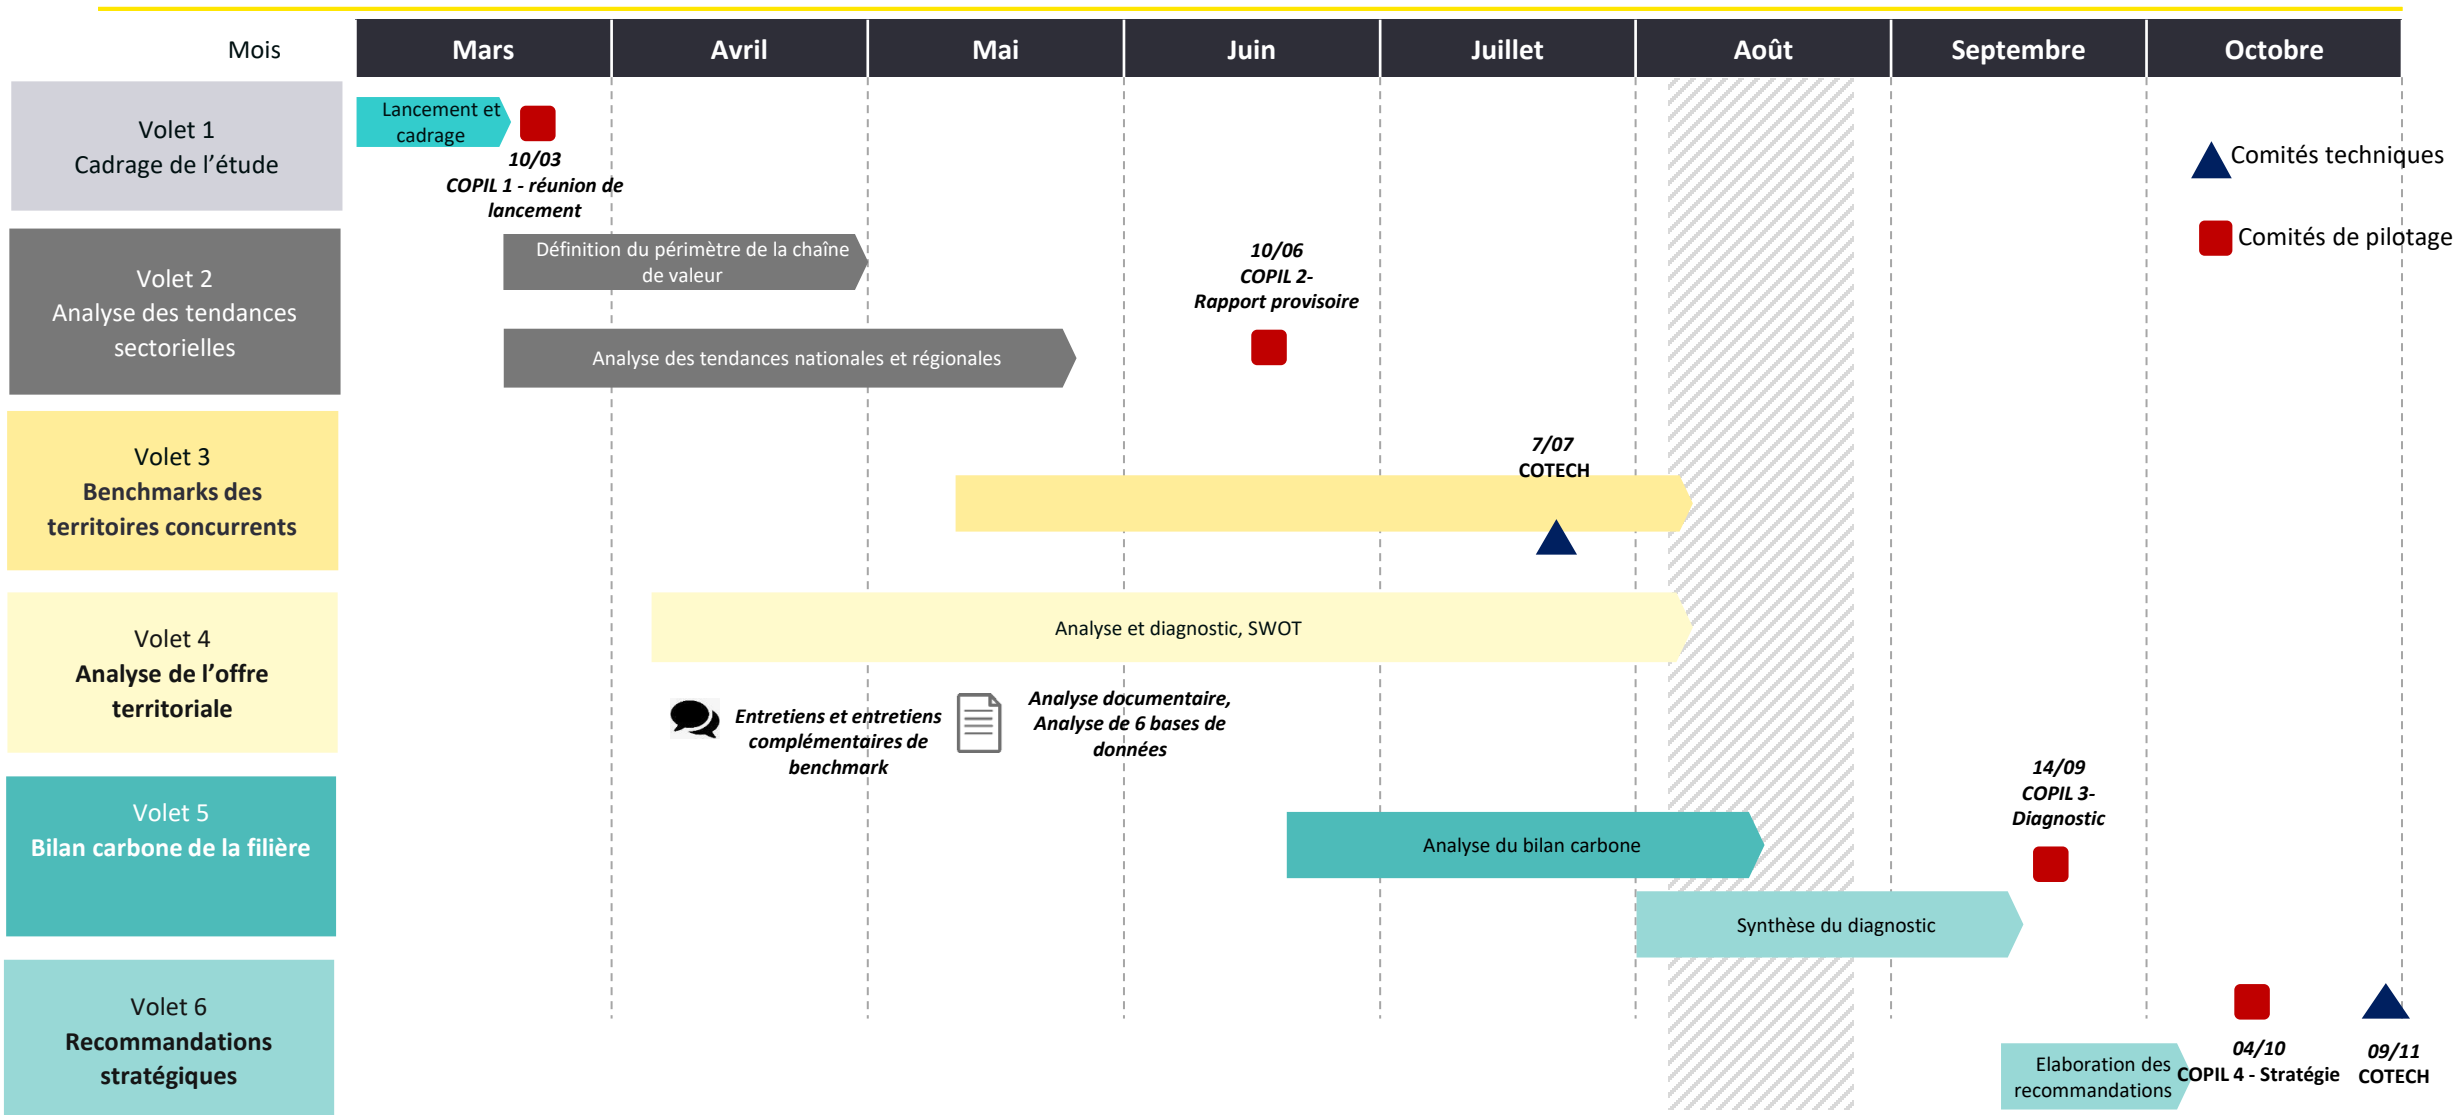 Mois
Mars
Avril
Mai
Juin
Juillet
Août
Septembre
Octobre
Volet 1
Cadrage de l'étude
Lancement et
cadrage
10/03
COPIL 1 - réunion de
lancement
Comités techniques
Comités de pilotage
Volet 2
Analyse des tendances
sectorielles
Définition du périmètre de la chaîne
de valeur
Analyse des tendances nationales et régionales
10/06
COPIL 2-
Rapport provisoire
Volet 3
Benchmarks des
territoires concurrents
7/07
COTECH
Volet 4
Analyse de l'offre
territoriale
Analyse et diagnostic, SWOT
Entretiens et entretiens
complémentaires de
benchmark
Analyse documentaire,
Analyse de 6 bases de
données
Volet 5
Bilan carbone de la filière
Analyse du bilan carbone
14/09
COPIL 3-
Diagnostic
Synthèse du diagnostic
Volet 6
Recommandations
stratégiques
Elaboration des
recommandations
04/10
COPIL 4 - Stratégie
09/11
COTECH